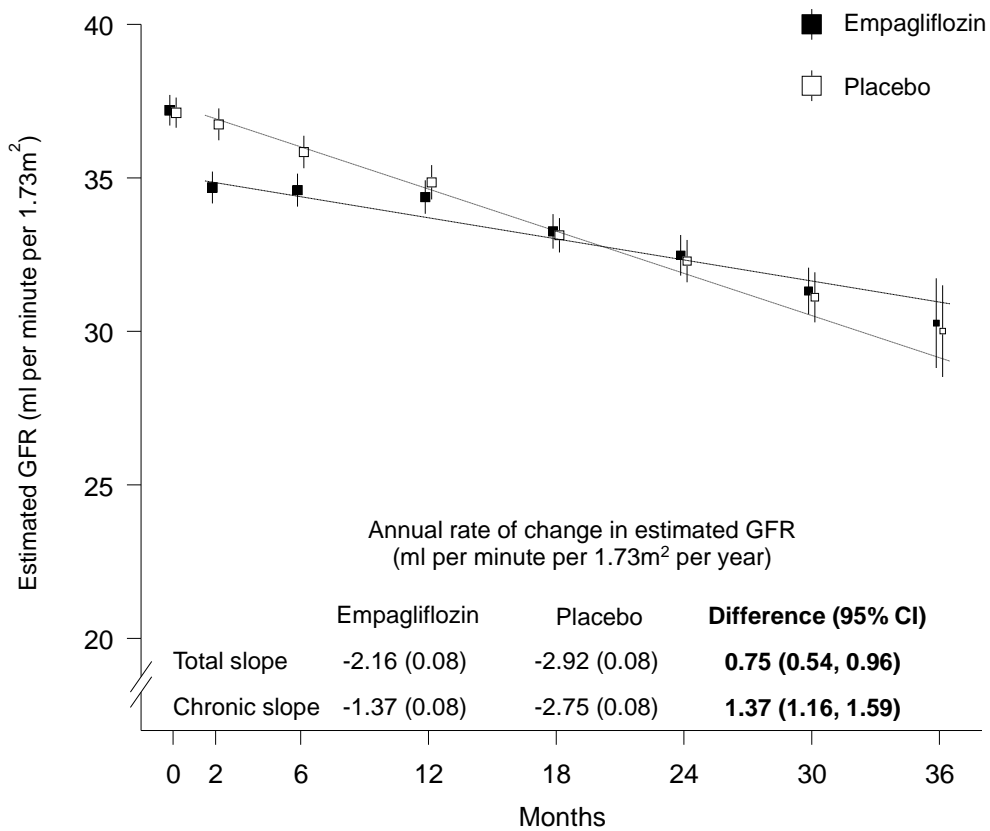 Empagliflozin
Placebo
Estimated GFR (ml per minute per 1.73m²)
40
35
30
25
20
Annual rate of change in estimated GFR
(ml per minute per 1.73m² per year)
Empagliflozin Placebo Difference (95% CI)
Total slope -2.16 (0.08) -2.92 (0.08) 0.75 (0.54, 0.96)
Chronic slope -1.37 (0.08) -2.75 (0.08) 1.37 (1.16, 1.59)
0 2 6 12 18 24 30 36
Months